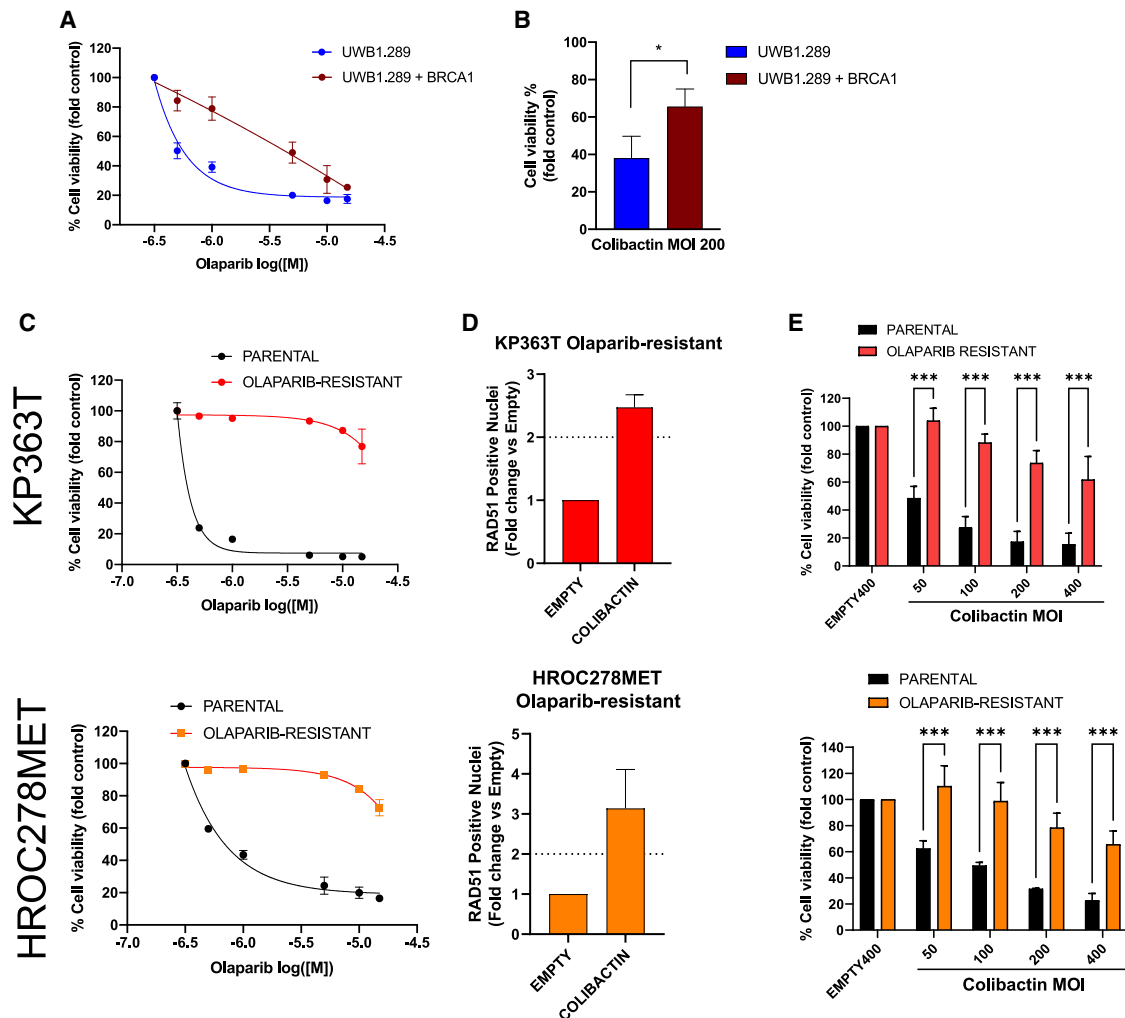 A
UWB1.289
UWB1.289 + BRCA1
% Cell viability (fold control)
120
100
80
60
40
20
0
-6.5
-6.0
-5.5
-5.0
-4.5
Olaparib log([M])
B
*
UWB1.289
UWB1.289 + BRCA1
Cell viability %
(fold control)
100
80
60
40
20
0
Colibactin MOI 200
KP363T
C
PARENTAL
OLAPARIB-RESISTANT
% Cell viability (fold control)
120
100
80
60
40
20
0
-7.0
-6.5
-6.0
-5.5
-5.0
-4.5
Olaparib log([M])
D
KP363T Olaparib-resistant
RAD51 Positive Nuclei
(Fold change vs Empty)
3
2
1
0
EMPTY
COLIBACTIN
E
PARENTAL
OLAPARIB RESISTANT
*** *** *** ***
% Cell viability (fold control)
120
100
80
60
40
20
0
EMPTY400
50
100
200
400
Colibactin MOI
HROC278MET
PARENTAL
OLAPARIB-RESISTANT
% Cell viability (fold control)
120
100
80
60
40
20
0
-7.0
-6.5
-6.0
-5.5
-5.0
-4.5
Olaparib log([M])
HROC278MET
Olaparib-resistant
RAD51 Positive Nuclei
(Fold change vs Empty)
5
4
3
2
1
0
EMPTY
COLIBACTIN
PARENTAL
OLAPARIB-RESISTANT
*** *** *** ***
% Cell viability (fold control)
140
120
100
80
60
40
20
0
EMPTY400
50
100
200
400
Colibactin MOI